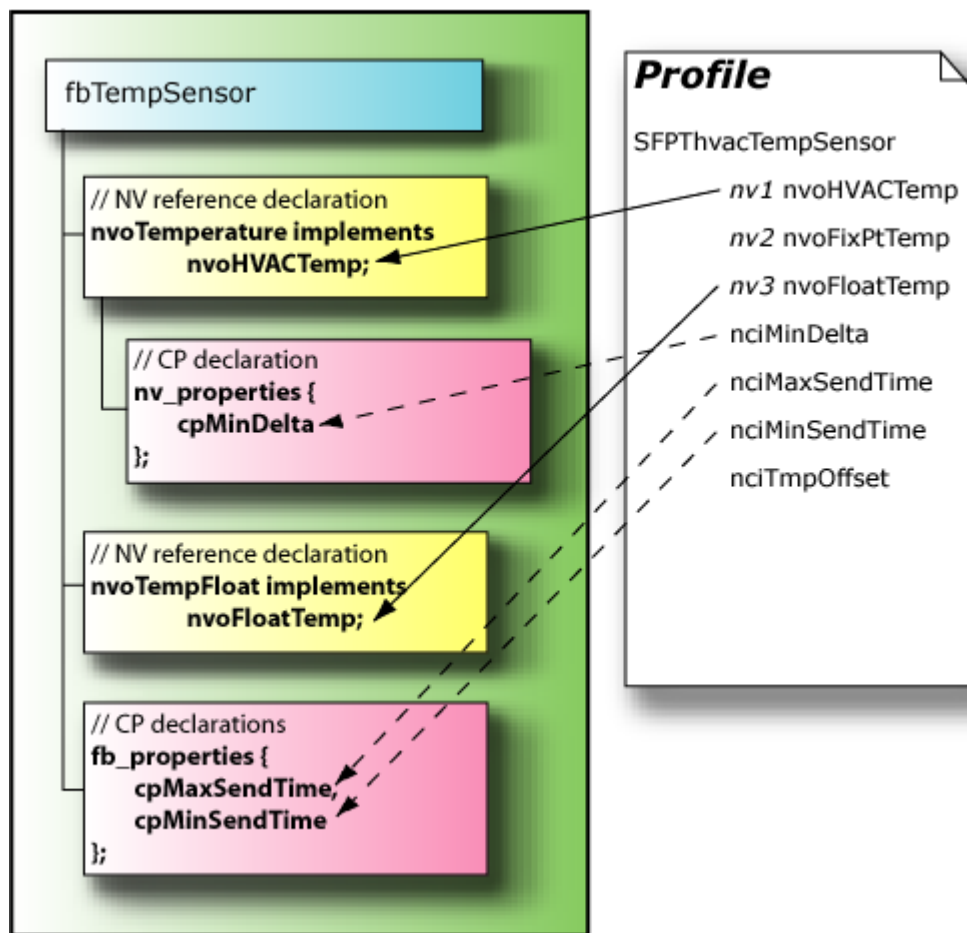 fbTempSensor
// NV reference declaration
nvoTemperature implements
nvoHVACTemp;
// CP declaration
nv_properties {
cpMinDelta
};
// NV reference declaration
nvoTempFloat implements
nvoFloatTemp;
// CP declarations
fb_properties {
cpMaxSendTime,
cpMinSendTime
};
Profile
SFPThvacTempSensor
nv1 nvoHVACTemp
nv2 nvoFixPtTemp
nv3 nvoFloatTemp
nciMinDelta
nciMaxSendTime
nciMinSendTime
nciTmpOffset